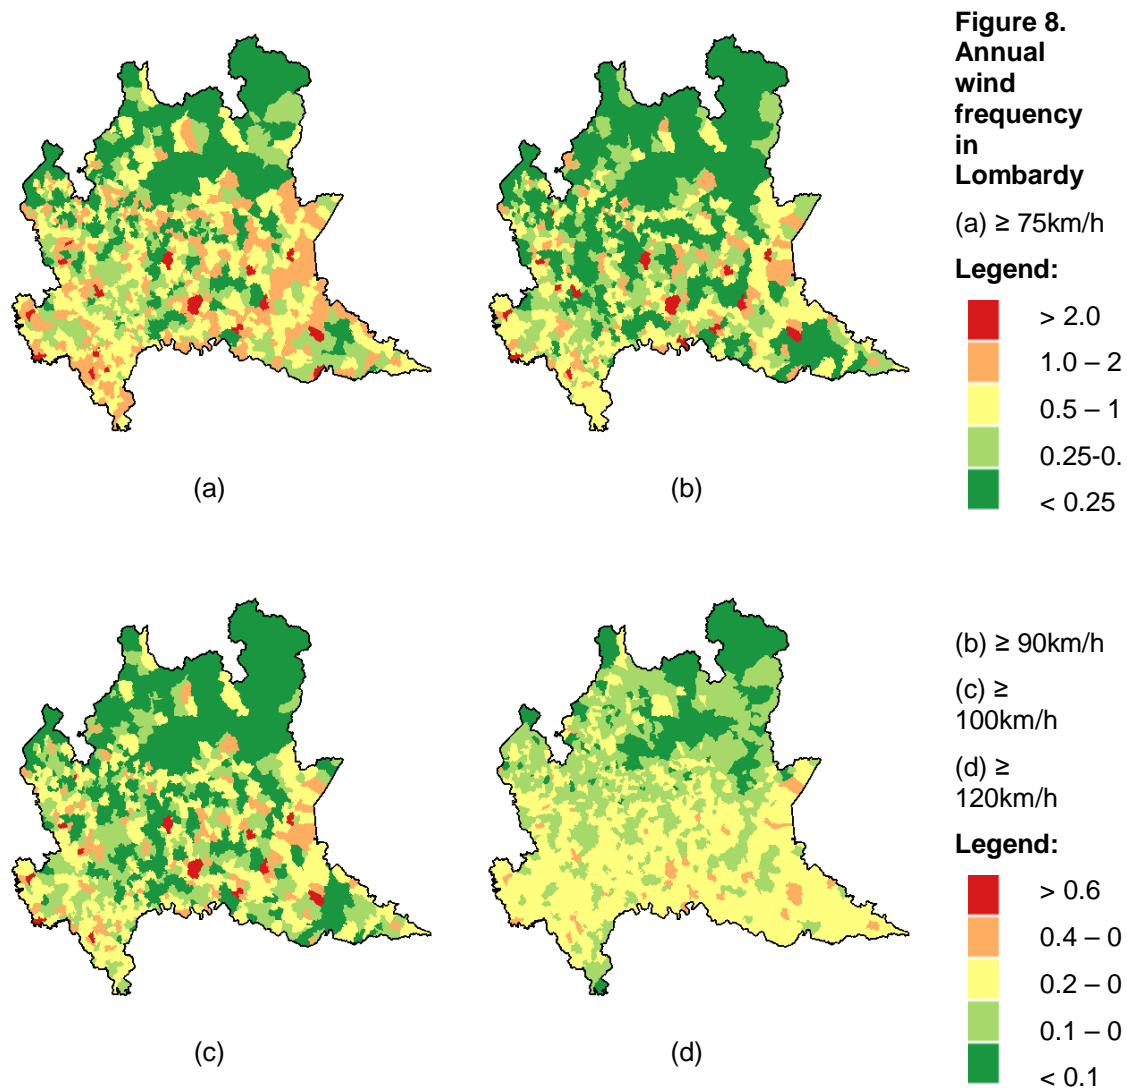 Figure 8.
Annual
wind
frequency
in
Lombardy
(a) ≥ 75km/h
Legend:
> 2.0
1.0 – 2
0.5 – 1
0.25-0.
< 0.25
(a)
(b)
(b) ≥ 90km/h
(c) ≥
100km/h
(d) ≥
120km/h
Legend:
> 0.6
0.4 – 0
0.2 – 0
0.1 – 0
< 0.1
(c)
(d)